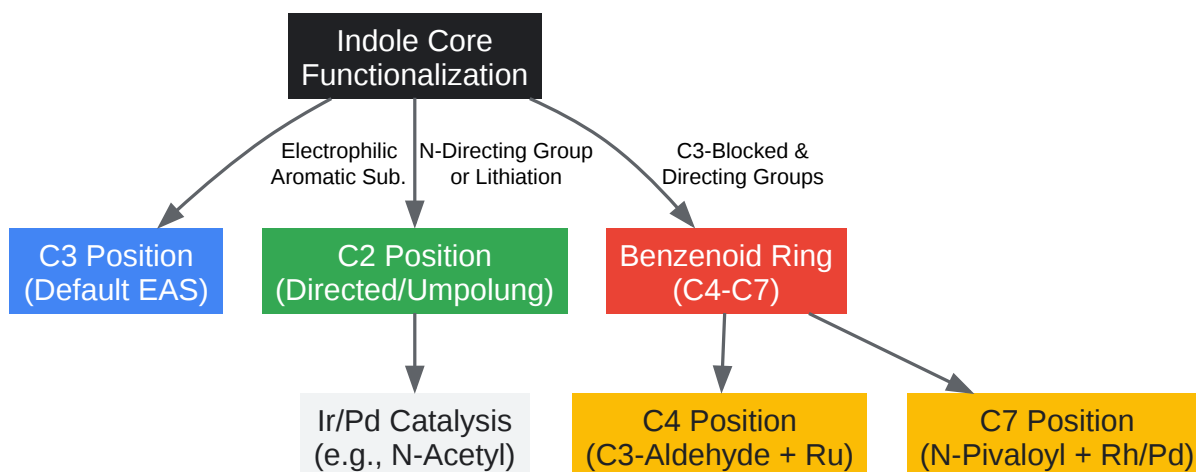 Indole Core
Functionalization
Electrophilic
Aromatic Sub.
N-Directing Group
or Lithiation
C3-Blocked &
Directing Groups
C3 Position
(Default EAS)
C2 Position
(Directed/Umpolung)
Benzenoid Ring
(C4-C7)
Ir/Pd Catalysis
(e.g., N-Acetyl)
C4 Position
(C3-Aldehyde + Ru)
C7 Position
(N-Pivaloyl + Rh/Pd)